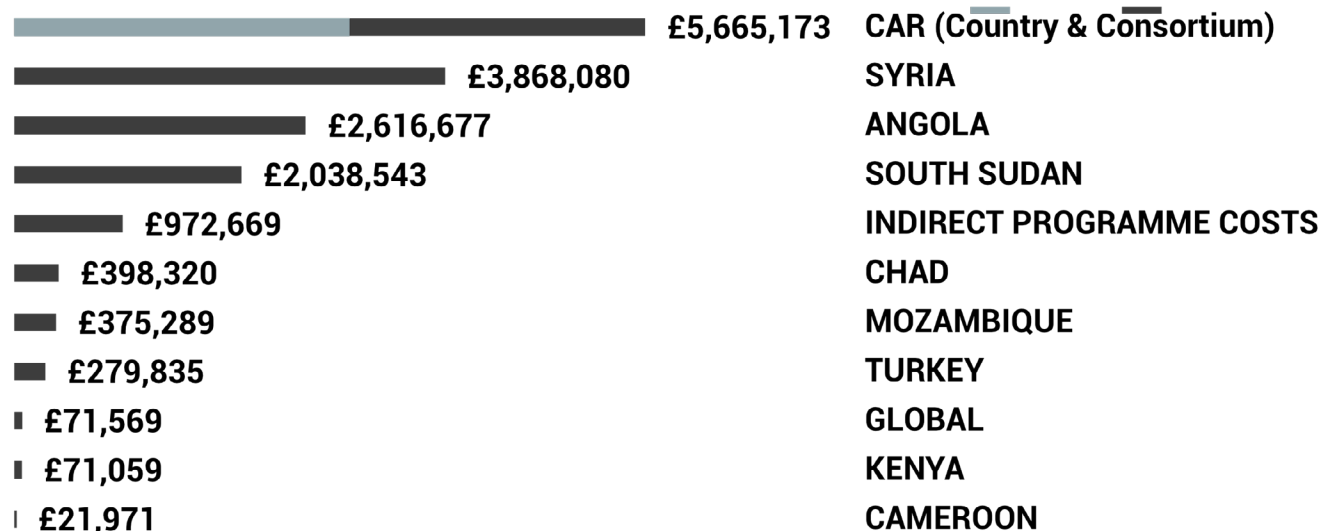 £5,665,173 CAR (Country & Consortium)
£3,868,080 SYRIA
£2,616,677 ANGOLA
£2,038,543 SOUTH SUDAN
£972,669 INDIRECT PROGRAMME COSTS
£398,320 CHAD
£375,289 MOZAMBIQUE
£279,835 TURKEY
£71,569 GLOBAL
£71,059 KENYA
£21,971 CAMEROON